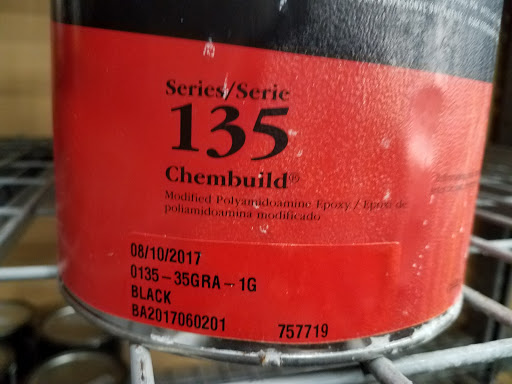 Series/Serie
135
Chembuild®
Modified Polyamidoamine Epoxy / Epoxo de
poliamidoamina modificado
08/10/2017
0135-35GRA-1G
BLACK
BA2017060201 757719